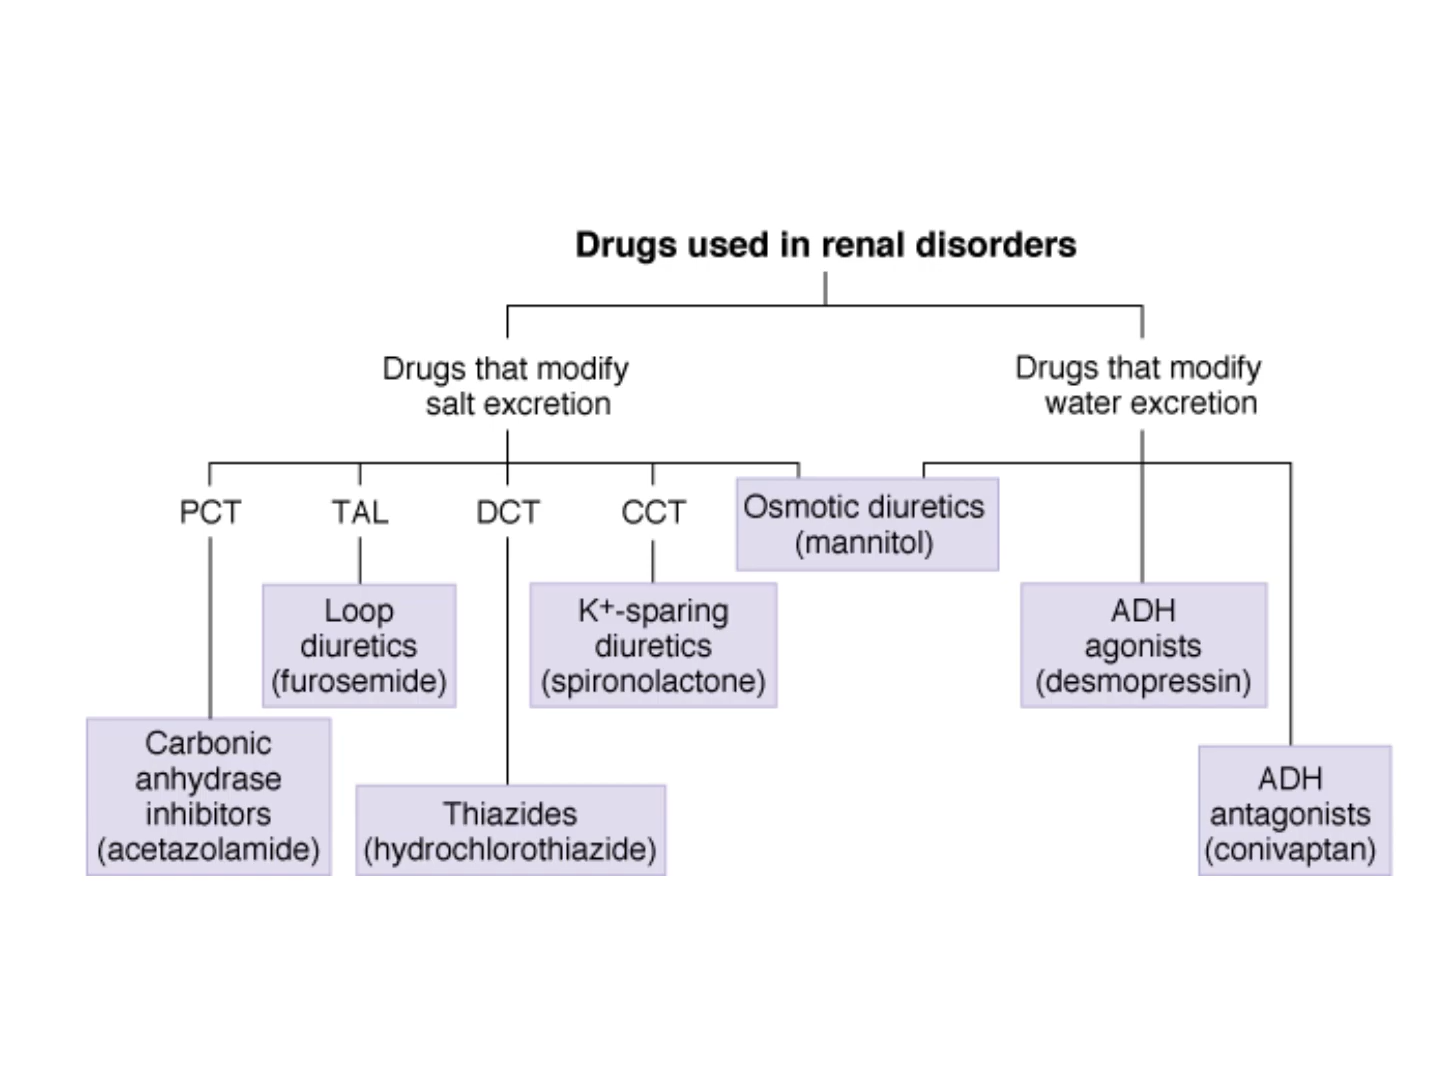 Drugs used in renal disorders
Drugs that modify
salt excretion
Drugs that modify
water excretion
PCT
TAL
DCT
CCT
Osmotic diuretics
(mannitol)
Loop
diuretics
(furosemide)
K⁺-sparing
diuretics
(spironolactone)
ADH
agonists
(desmopressin)
Carbonic
anhydrase
inhibitors
(acetazolamide)
Thiazides
(hydrochlorothiazide)
ADH
antagonists
(conivaptan)